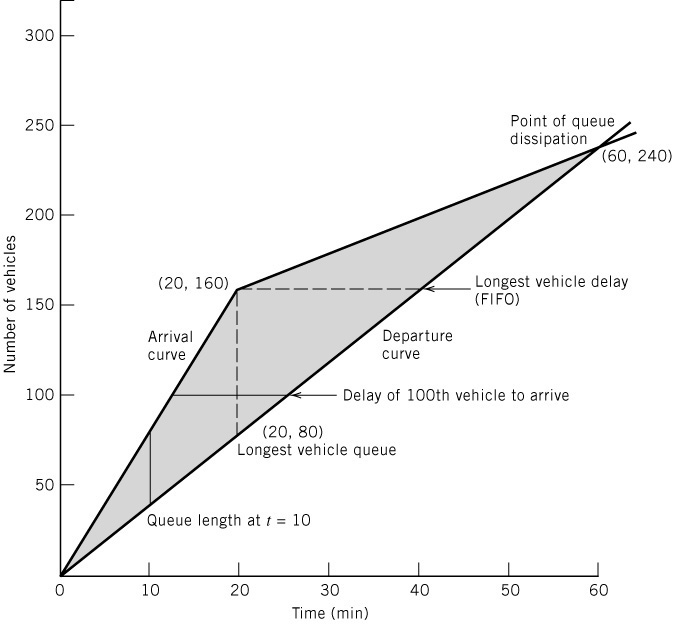 300
250
200
150
100
50
Number of vehicles
Point of queue
dissipation
(60, 240)
(20, 160)
Longest vehicle delay
(FIFO)
Arrival
curve
Departure
curve
Delay of 100th vehicle to arrive
(20, 80)
Longest vehicle queue
Queue length at t = 10
0 10 20 30 40 50 60
Time (min)